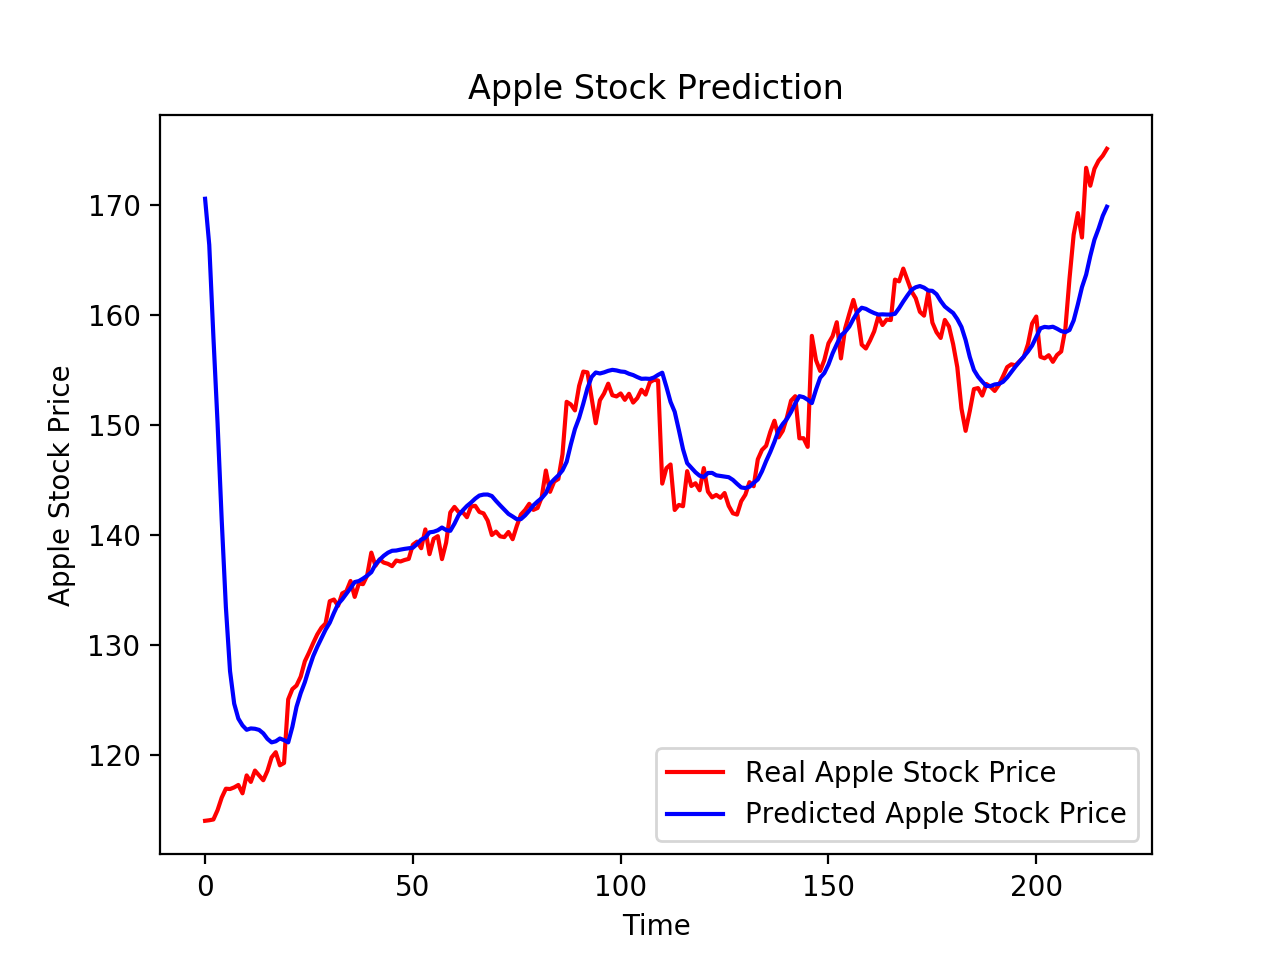 Apple Stock Prediction
Apple Stock Price
170
160
150
140
130
120
Real Apple Stock Price
Predicted Apple Stock Price
0 50 100 150 200
Time